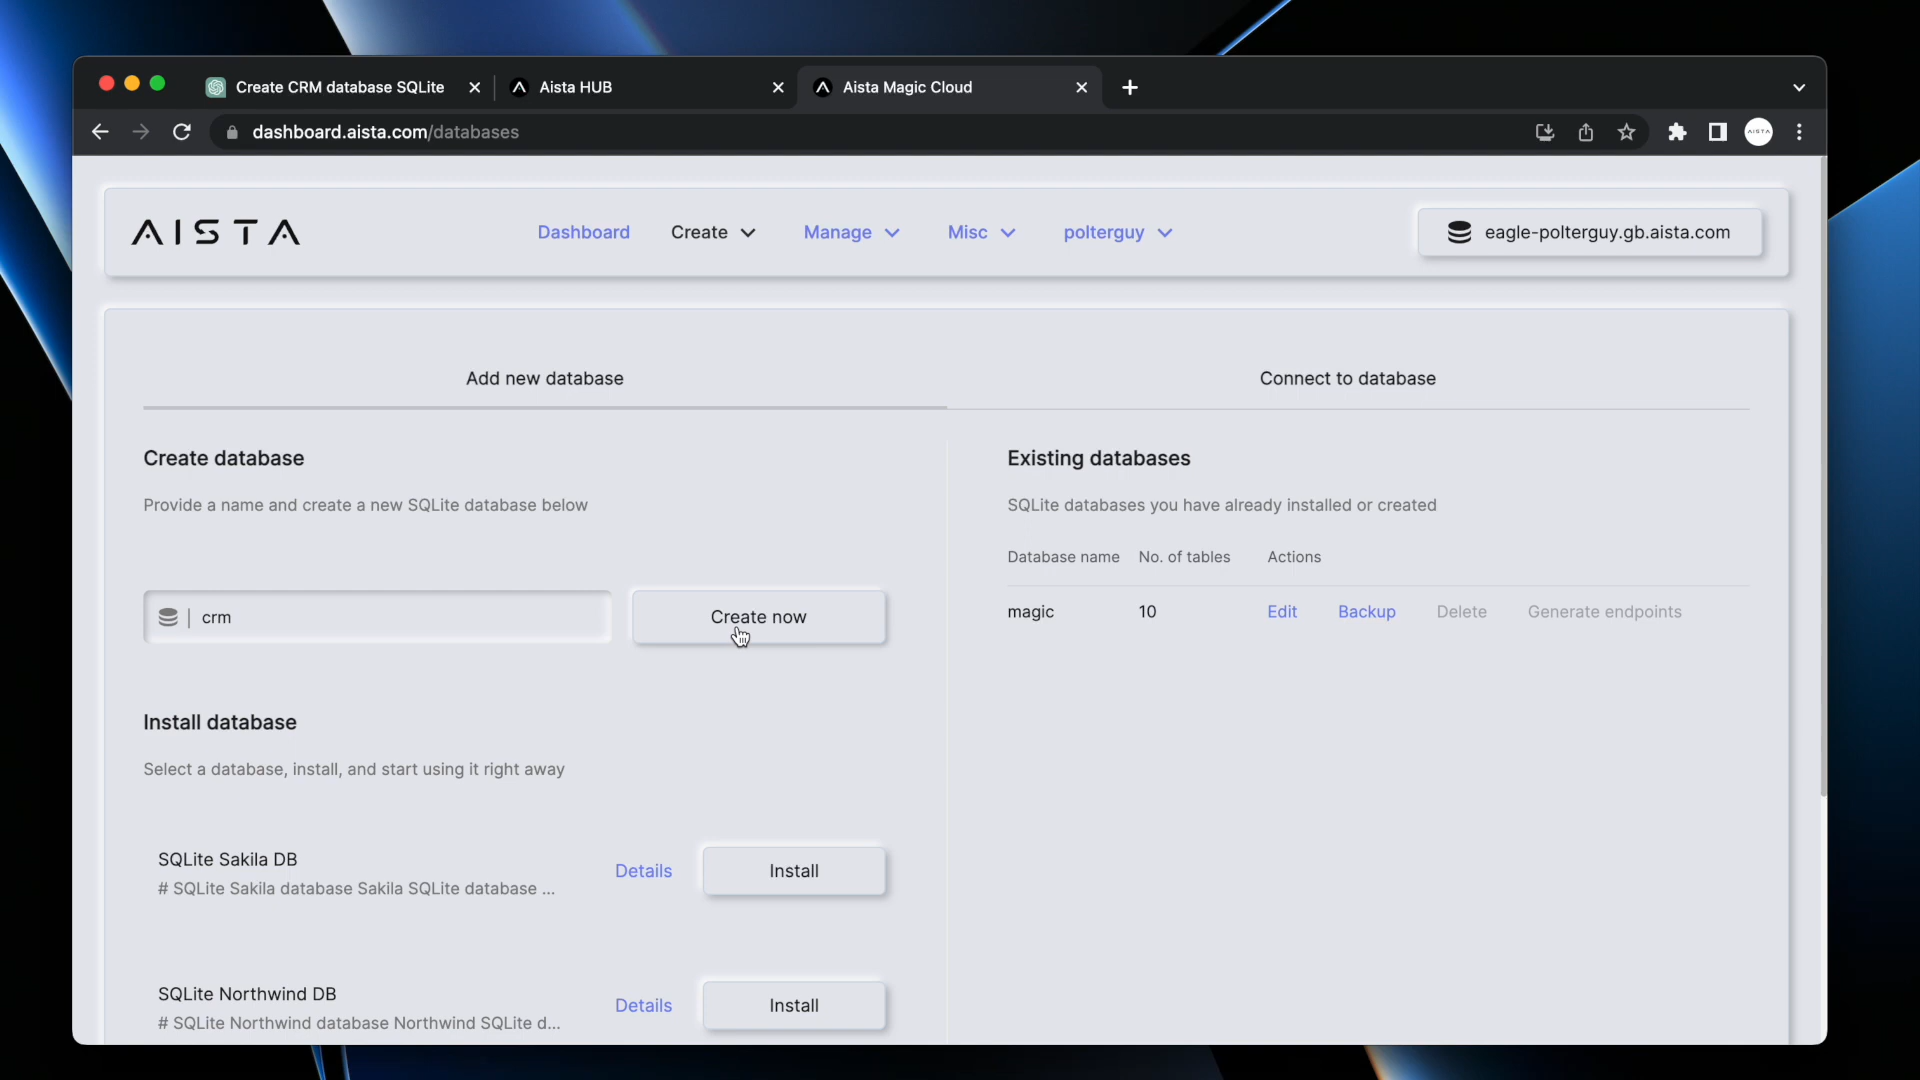 Create CRM database SQLite
Aista HUB
Aista Magic Cloud
dashboard.aista.com/databases
AISTA
AISTA
Dashboard
Create
Manage
Misc
polterguy
eagle-polterguy.gb.aista.com
Add new database
Connect to database
Create database
Provide a name and create a new SQLite database below
crm
Create now
Install database
Select a database, install, and start using it right away
SQLite Sakila DB
# SQLite Sakila database Sakila SQLite database ...
Details
Install
SQLite Northwind DB
# SQLite Northwind database Northwind SQLite d...
Details
Install
Existing databases
SQLite databases you have already installed or created
Database name No. of tables Actions
magic 10 Edit Backup Delete Generate endpoints